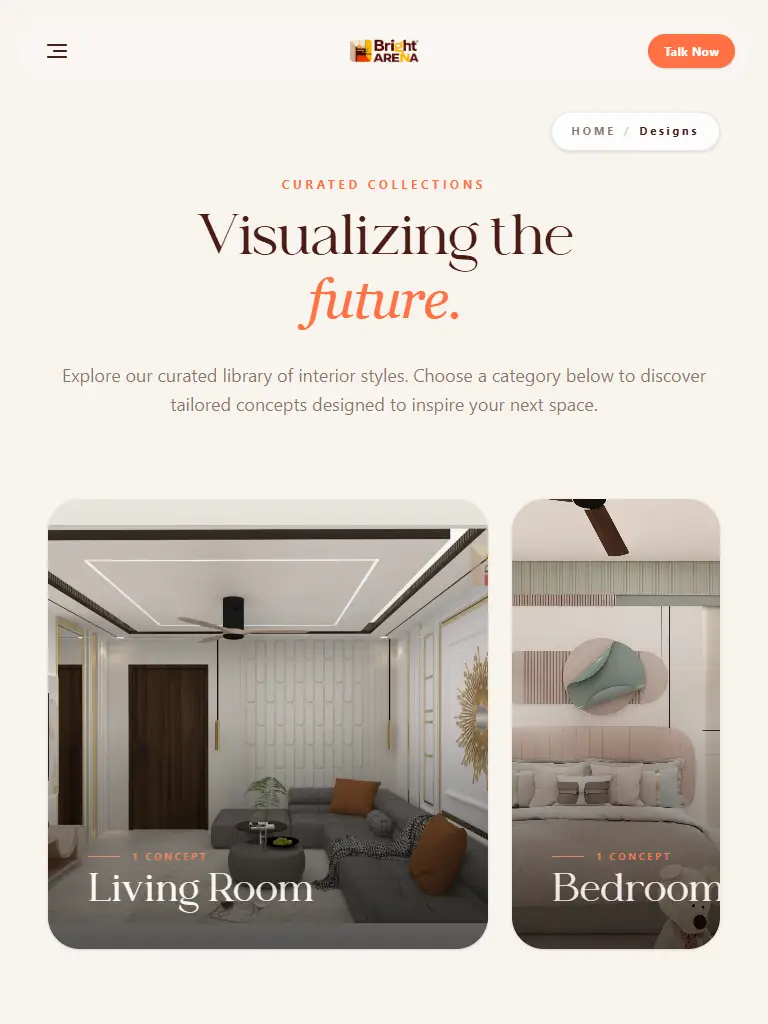 Bright
ARENA
Talk Now
HOME / Designs
CURATED COLLECTIONS
Visualizing the
future.
Explore our curated library of interior styles. Choose a category below to discover
tailored concepts designed to inspire your next space.
1 CONCEPT
Living Room
1 CONCEPT
Bedroom